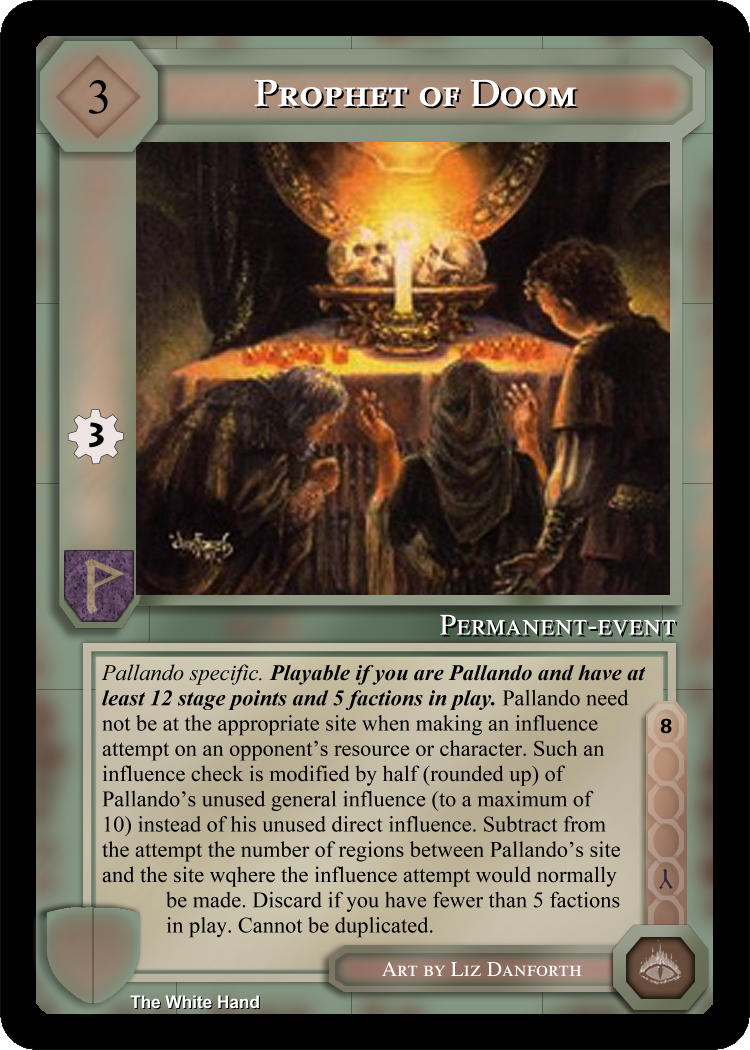 3
Prophet of Doom
3
Permanent-event
Pallando specific. Playable if you are Pallando and have at
least 12 stage points and 5 factions in play. Pallando need
not be at the appropriate site when making an influence
attempt on an opponent's resource or character. Such an
influence check is modified by half (rounded up) of
Pallando's unused general influence (to a maximum of
10) instead of his unused direct influence. Subtract from
the attempt the number of regions between Pallando's site
and the site wqhere the influence attempt would normally
be made. Discard if you have fewer than 5 factions
in play. Cannot be duplicated.
8
Art by Liz Danforth
The White Hand